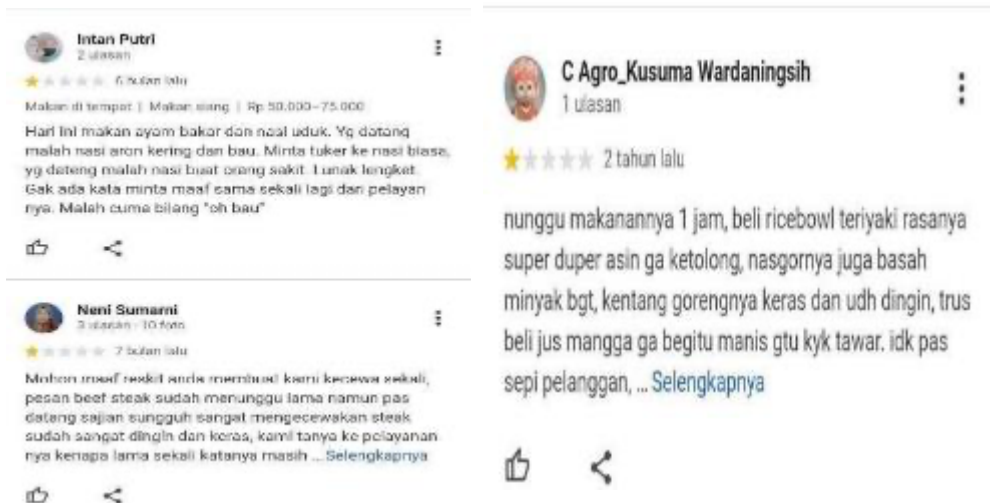 Intan Putri
2 ulasan
6 bulan lalu
Makan di tempat | Makan siang | Rp 50.000–75.000
Hari ini makan ayam bakar dan nasi uduk. Yg datang
malah nasi aron kering dan bau. Minta tuker ke nasi biasa,
yg dateng malah nasi buat orang sakit. Lunak lengket.
Gak ada kata minta maaf sama sekali lagi dari pelayan
nya. Malah cuma bilang "oh bau"
Neni Sumarni
3 ulasan · 10 foto
7 bulan lalu
Mohon maaf anda membuat kami kecewa sekali,
pesan beef steak sudah menunggu lama namun pas
datang sajian sungguh sangat mengecewakan steak
sudah sangat dingin dan keras, kami tanya ke pelayanan
nya kenapa lama sekali katanya masih ... Selengkapnya
C Agro_Kusuma Wardaningsih
1 ulasan
2 tahun lalu
nunggu makanannya 1 jam, beli ricebowl teriyaki rasanya
super duper asin ga ketolong, nasgornya juga basah
minyak bgt, kentang gorengnya keras dan udh dingin, trus
beli jus mangga ga begitu manis gtu kyk tawar. idk pas
sepi pelanggan, ... Selengkapnya